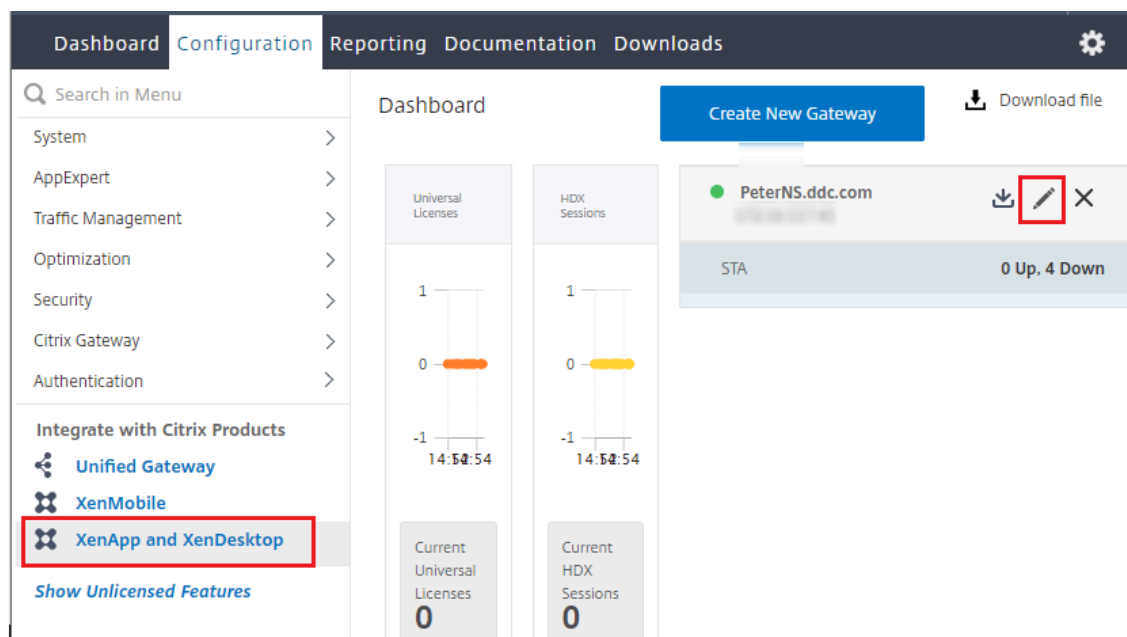 Dashboard Configuration Reporting Documentation Downloads
Search in Menu
System
AppExpert
Traffic Management
Optimization
Security
Citrix Gateway
Authentication
Integrate with Citrix Products
Unified Gateway
XenMobile
XenApp and XenDesktop
Show Unlicensed Features
Dashboard
Create New Gateway
Download file
Universal
Licenses
1
0
-1
Current
Universal
Licenses
0
HDX
Sessions
1
0
-1
Current
HDX
Sessions
0
PeterNS.ddc.com
STA 0 Up, 4 Down